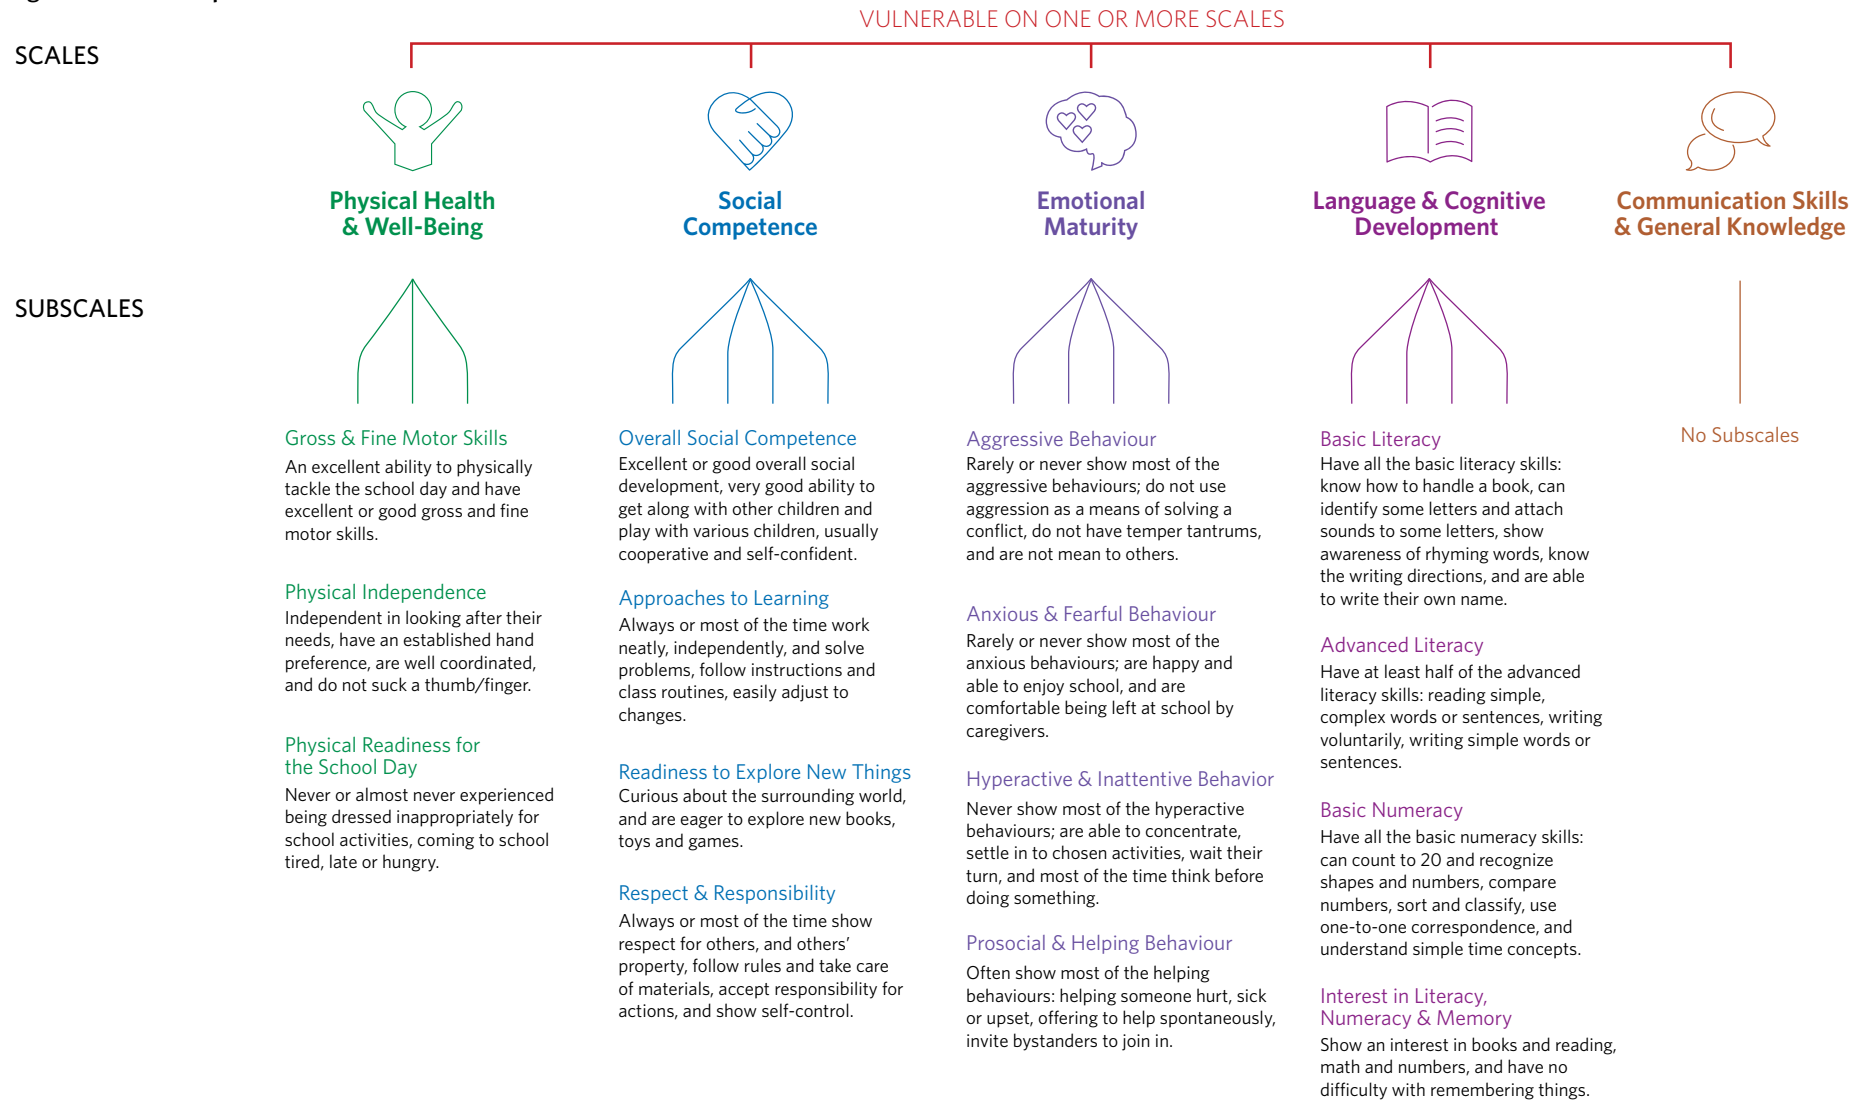 VULNERABLE ON ONE OR MORE SCALES
SCALES
Physical Health
& Well-Being
Social
Competence
Emotional
Maturity
Language & Cognitive
Development
Communication Skills
& General Knowledge
SUBSCALES
Gross & Fine Motor Skills
An excellent ability to physically
tackle the school day and have
excellent or good gross and fine
motor skills.
Physical Independence
Independent in looking after their
needs, have an established hand
preference, are well coordinated,
and do not suck a thumb/finger.
Physical Readiness for
the School Day
Never or almost never experienced
being dressed inappropriately for
school activities, coming to school
tired, late or hungry.
Overall Social Competence
Excellent or good overall social
development, very good ability to
get along with other children and
play with various children, usually
cooperative and self-confident.
Approaches to Learning
Always or most of the time work
neatly, independently, and solve
problems, follow instructions and
class routines, easily adjust to
changes.
Readiness to Explore New Things
Curious about the surrounding world,
and are eager to explore new books,
toys and games.
Respect & Responsibility
Always or most of the time show
respect for others, and others’
property, follow rules and take care
of materials, accept responsibility for
actions, and show self-control.
Aggressive Behaviour
Rarely or never show most of the
aggressive behaviours; do not use
aggression as a means of solving a
conflict, do not have temper tantrums,
and are not mean to others.
Anxious & Fearful Behaviour
Rarely or never show most of the
anxious behaviours; are happy and
able to enjoy school, and are
comfortable being left at school by
caregivers.
Hyperactive & Inattentive Behavior
Never show most of the hyperactive
behaviours; are able to concentrate,
settle in to chosen activities, wait their
turn, and most of the time think before
doing something.
Prosocial & Helping Behaviour
Often show most of the helping
behaviours: helping someone hurt, sick
or upset, offering to help spontaneously,
invite bystanders to join in.
Basic Literacy
Have all the basic literacy skills:
know how to handle a book, can
identify some letters and attach
sounds to some letters, show
awareness of rhyming words, know
the writing directions, and are able
to write their own name.
Advanced Literacy
Have at least half of the advanced
literacy skills: reading simple,
complex words or sentences, writing
voluntarily, writing simple words or
sentences.
Basic Numeracy
Have all the basic numeracy skills:
can count to 20 and recognize
shapes and numbers, compare
numbers, sort and classify, use
one-to-one correspondence, and
understand simple time concepts.
Interest in Literacy,
Numeracy & Memory
Show an interest in books and reading,
math and numbers, and have no
difficulty with remembering things.
No Subscales